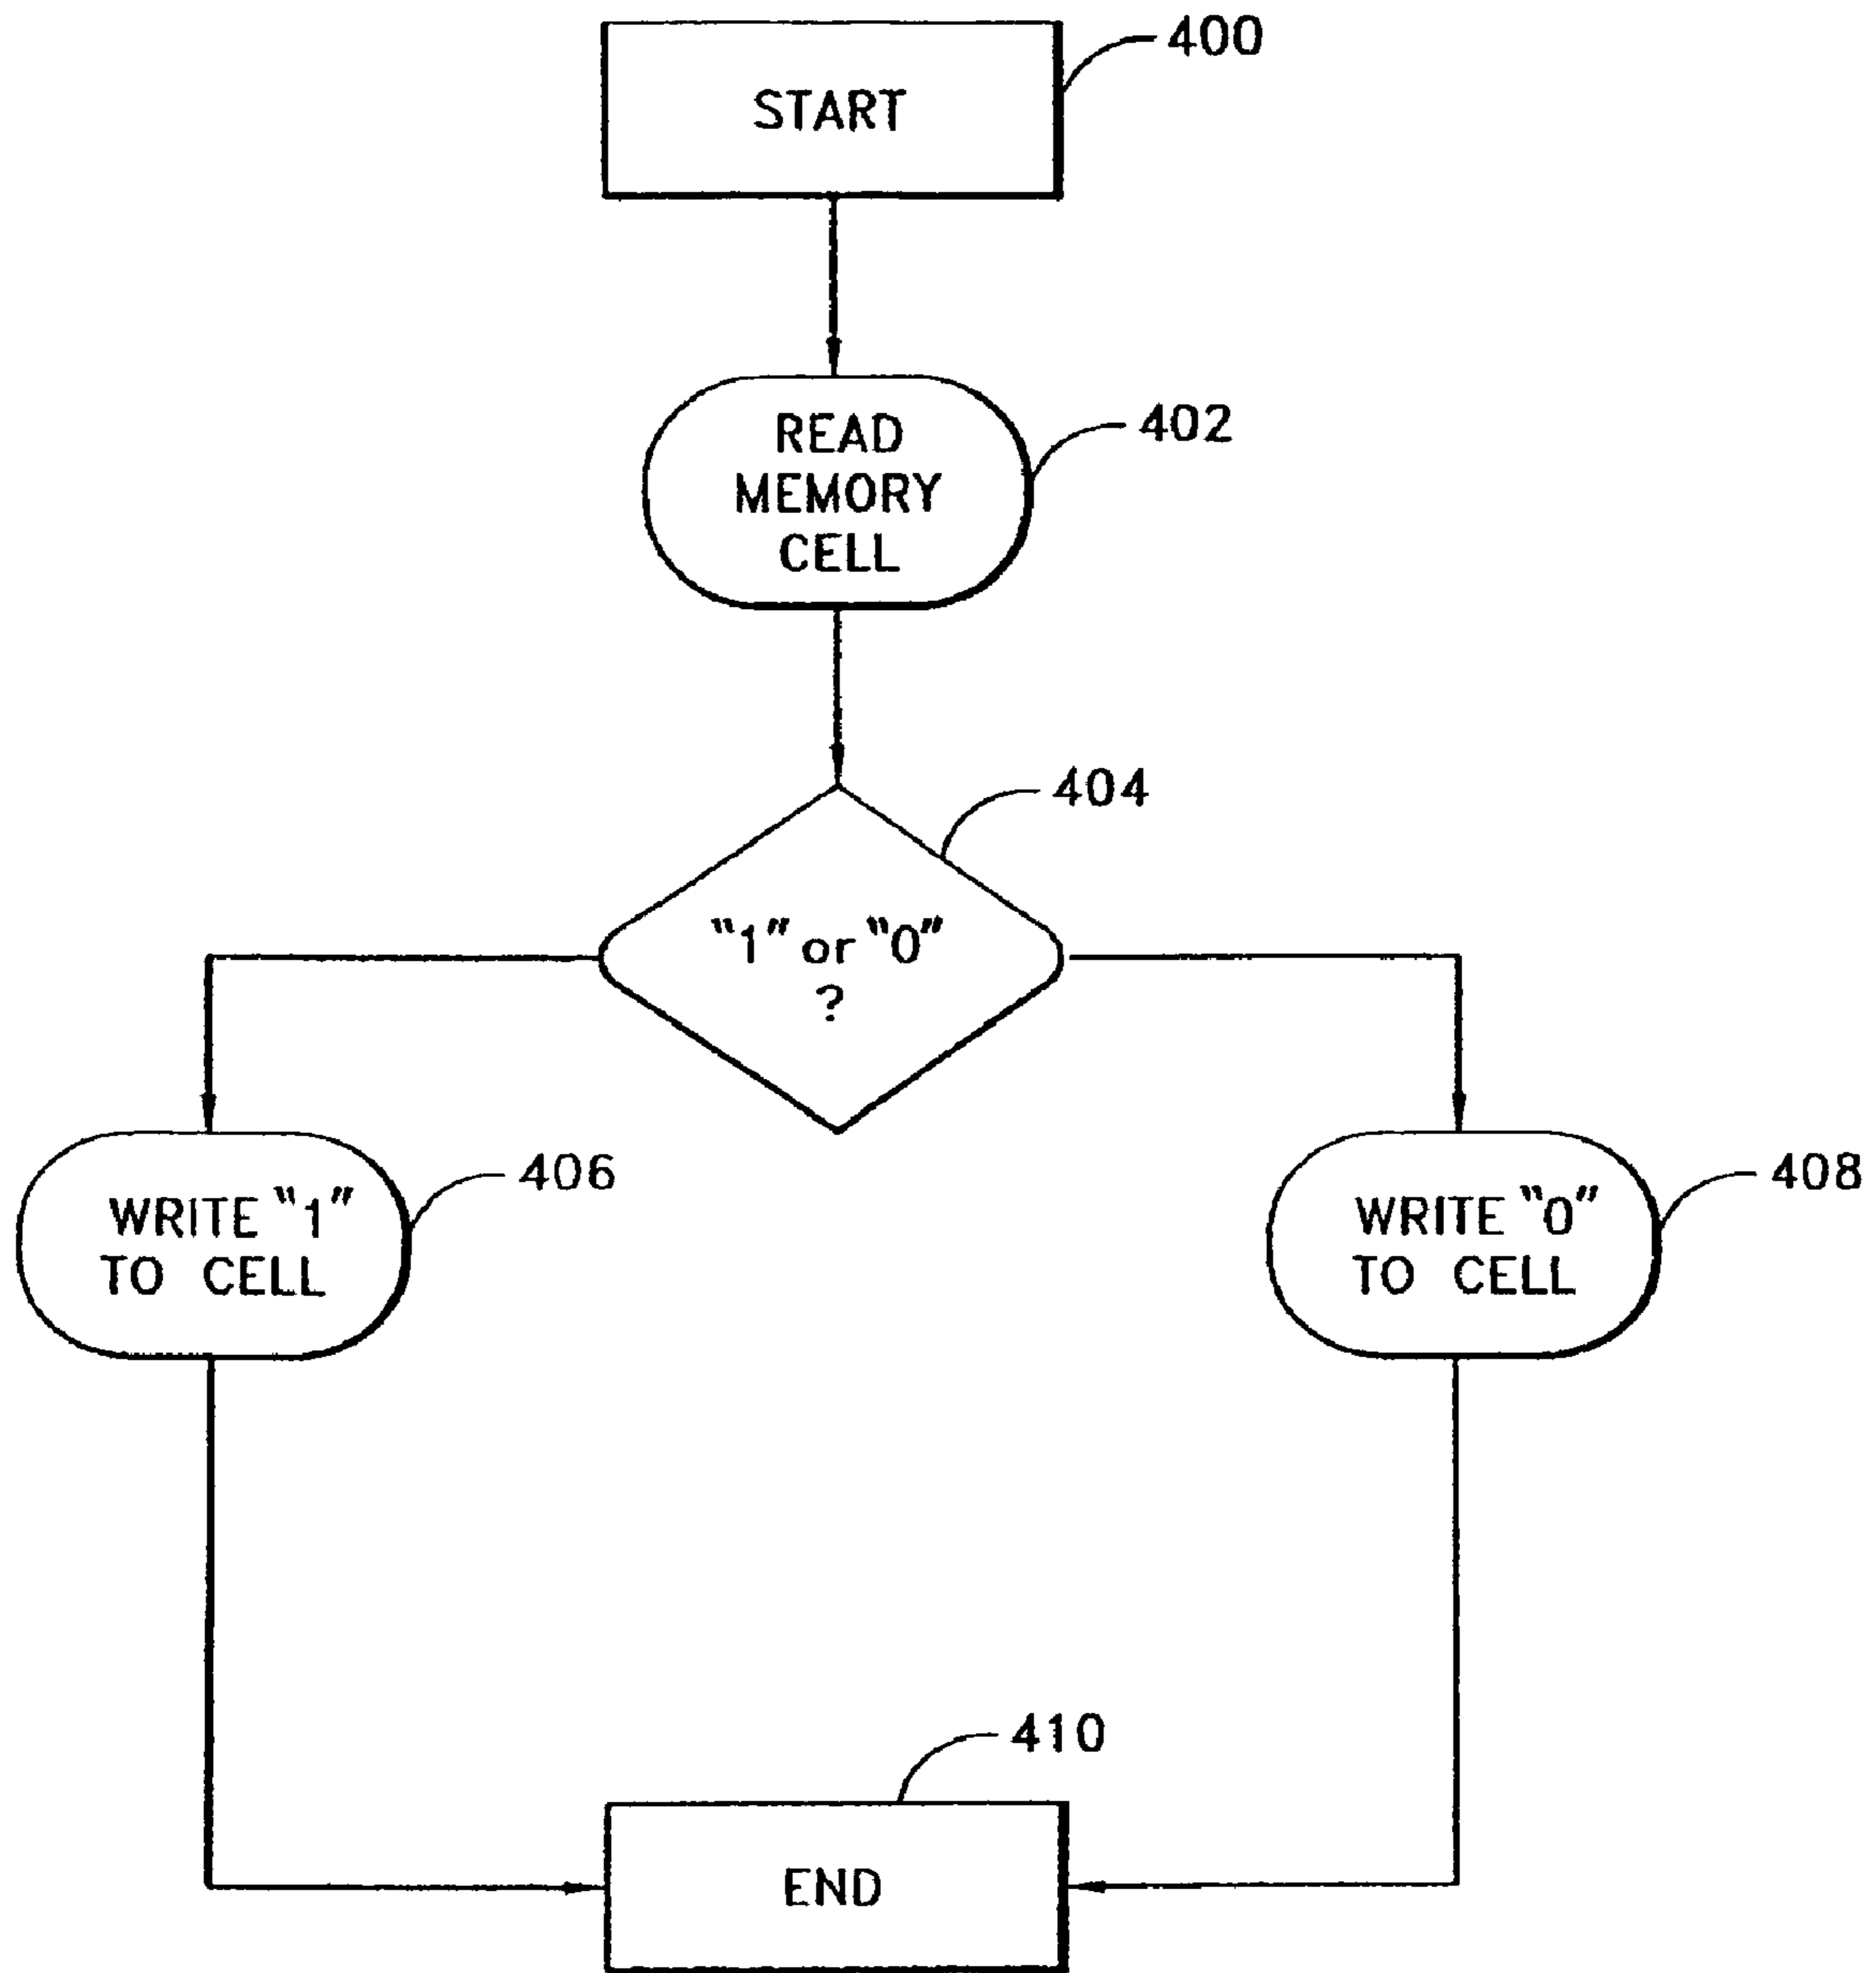 400
START
402
READ
MEMORY
CELL
404
“1” or “0”
?
406
WRITE “1”
TO CELL
408
WRITE “0”
TO CELL
410
END